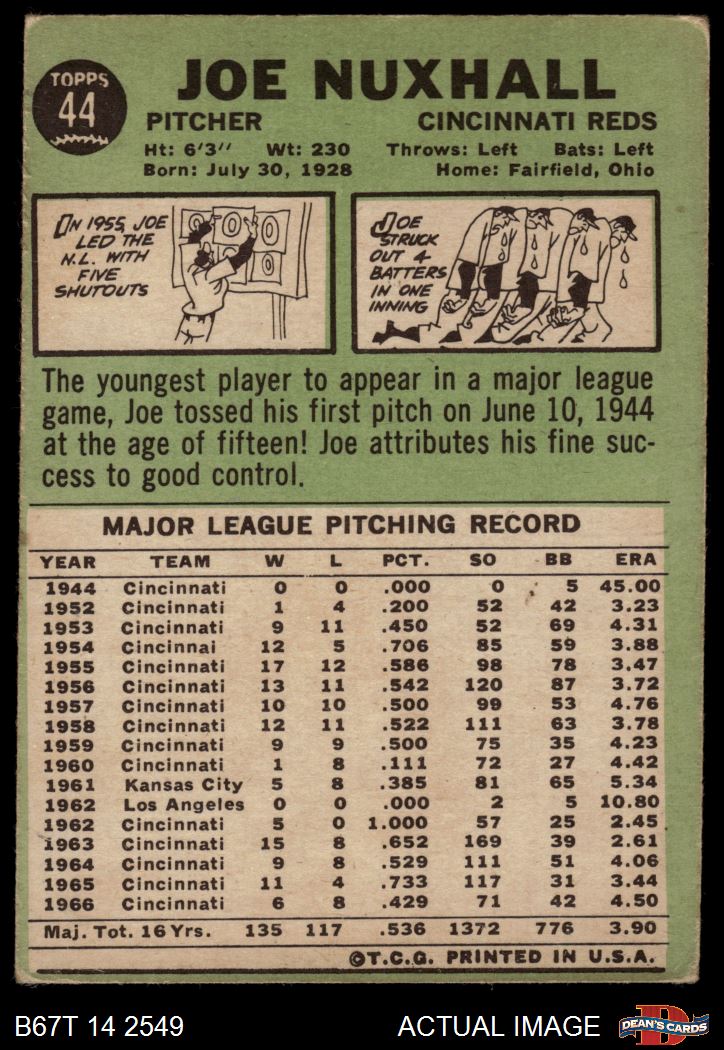 TOPPS
44
JOE NUXHALL
PITCHER CINCINNATI REDS
Ht: 6'3" Wt: 230 Throws: Left Bats: Left
Born: July 30, 1928 Home: Fairfield, Ohio
IN 1955, JOE
LED THE
N.L. WITH
FIVE
SHUTOUTS
0 0 0
0
JOE
STRUCK
OUT 4
BATTERS
IN ONE
INNING
The youngest player to appear in a major league
game, Joe tossed his first pitch on June 10, 1944
at the age of fifteen! Joe attributes his fine suc-
cess to good control.
MAJOR LEAGUE PITCHING RECORD
YEAR TEAM W L PCT. SO BB ERA
1944 Cincinnati 0 0 .000 0 5 45.00
1952 Cincinnati 1 4 .200 52 42 3.23
1953 Cincinnati 9 11 .450 52 69 4.31
1954 Cincinnai 12 5 .706 85 59 3.88
1955 Cincinnati 17 12 .586 98 78 3.47
1956 Cincinnati 13 11 .542 120 87 3.72
1957 Cincinnati 10 10 .500 99 53 4.76
1958 Cincinnati 12 11 .522 111 63 3.78
1959 Cincinnati 9 9 .500 75 35 4.23
1960 Cincinnati 1 8 .111 72 27 4.42
1961 Kansas City 5 8 .385 81 65 5.34
1962 Los Angeles 0 0 .000 2 5 10.80
1962 Cincinnati 5 0 1.000 57 25 2.45
1963 Cincinnati 15 8 .652 169 39 2.61
1964 Cincinnati 9 8 .529 111 51 4.06
1965 Cincinnati 11 4 .733 117 31 3.44
1966 Cincinnati 6 8 .429 71 42 4.50
Maj. Tot. 16 Yrs. 135 117 .536 1372 776 3.90
©T.C.G. PRINTED IN U.S.A.
B67T 14 2549 ACTUAL IMAGE
D
DEAN'S CARDS